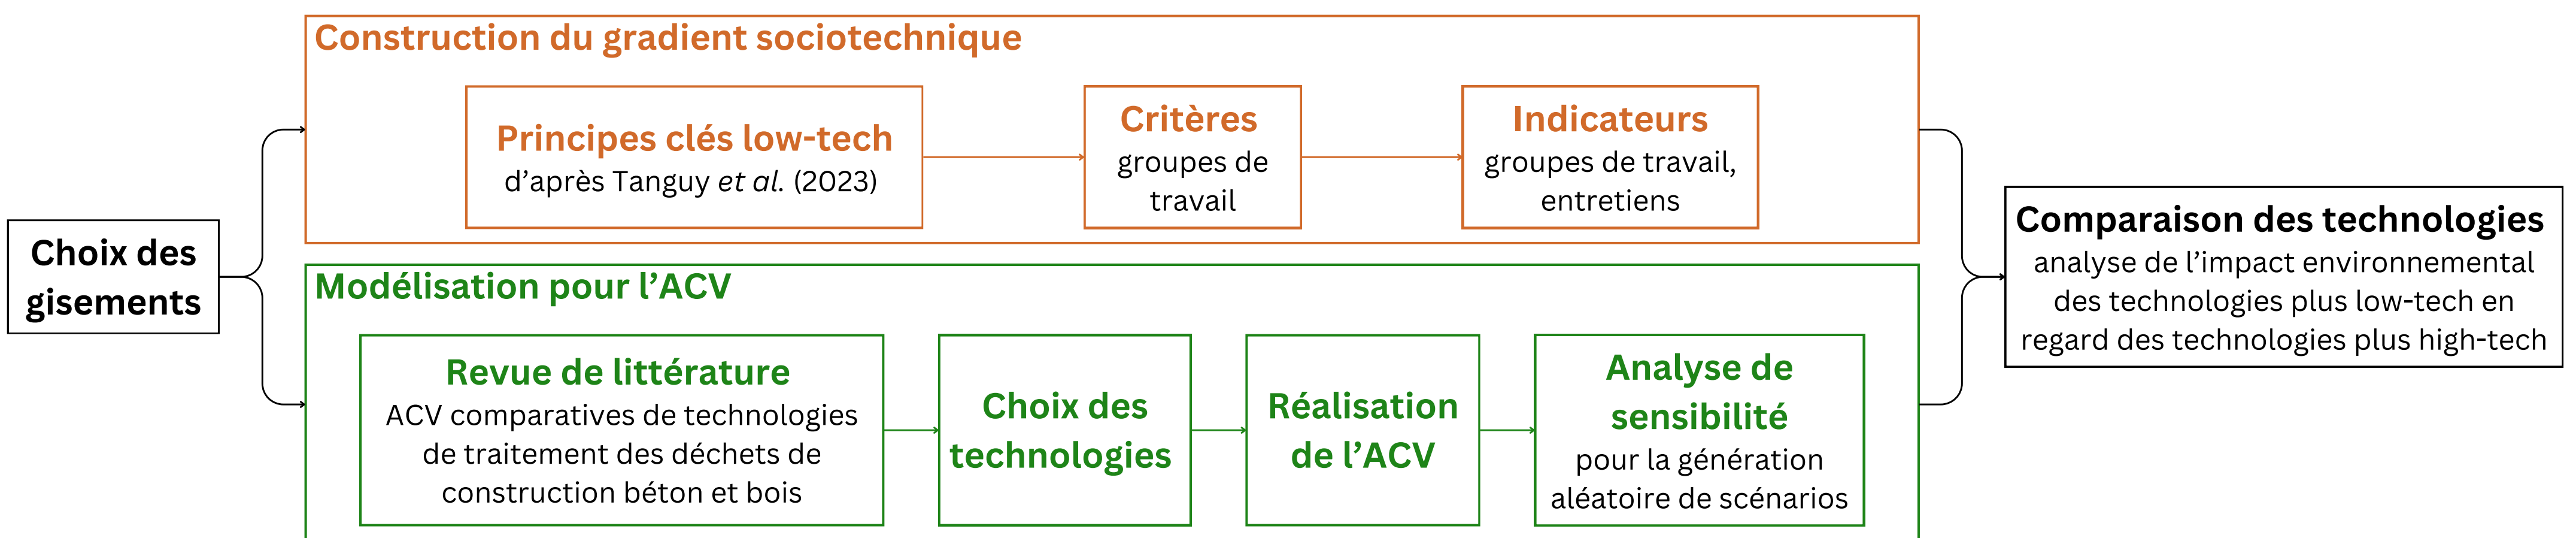 Choix des
gisements
Construction du gradient sociotechnique
Principes clés low-tech
d’après Tanguy et al. (2023)
Critères
groupes de
travail
Indicateurs
groupes de travail,
entretiens
Modélisation pour l’ACV
Revue de littérature
ACV comparatives de technologies
de traitement des déchets de
construction béton et bois
Choix des
technologies
Réalisation
de l’ACV
Analyse de
sensibilité
pour la génération
aléatoire de scénarios
Comparaison des technologies
analyse de l’impact environnemental
des technologies plus low-tech en
regard des technologies plus high-tech